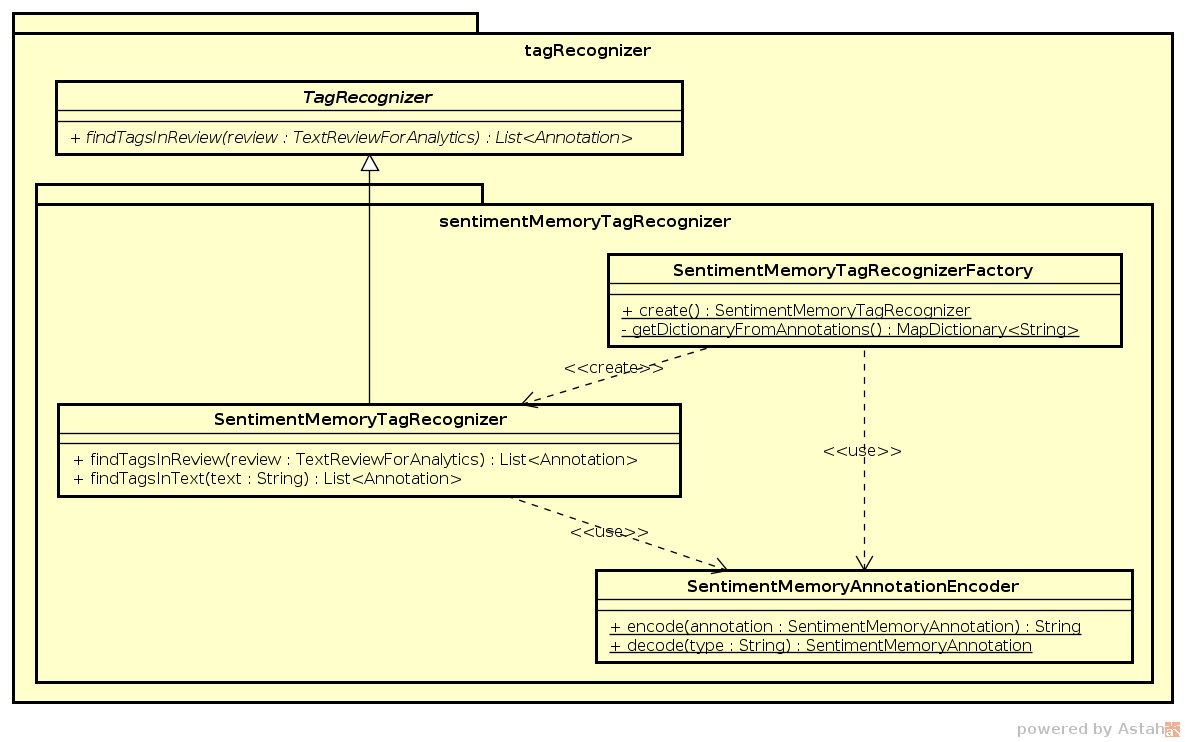 tagRecognizer
TagRecognizer
+ findTagsInReview(review : TextReviewForAnalytics) : List<Annotation>
sentimentMemoryTagRecognizer
SentimentMemoryTagRecognizerFactory
+ create() : SentimentMemoryTagRecognizer
- getDictionaryFromAnnotations() : MapDictionary<String>
<<create>>
SentimentMemoryTagRecognizer
+ findTagsInReview(review : TextReviewForAnalytics) : List<Annotation>
+ findTagsInText(text : String) : List<Annotation>
<<use>>
<<use>>
SentimentMemoryAnnotationEncoder
+ encode(annotation : SentimentMemoryAnnotation) : String
+ decode(type : String) : SentimentMemoryAnnotation
powered by Astah